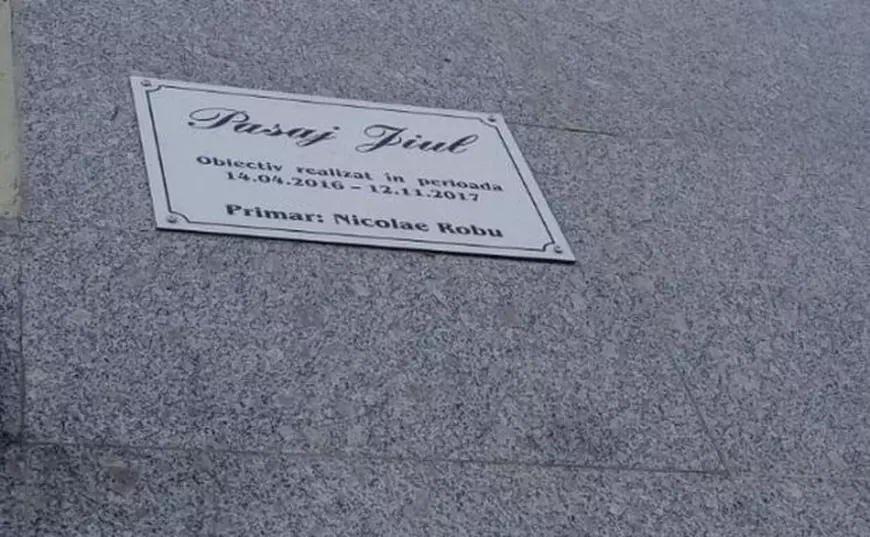 Pasaj Jiul
Obiectiv realizat in perioada
14.04.2016 - 12.11.2017
Primar: Nicolae Robu